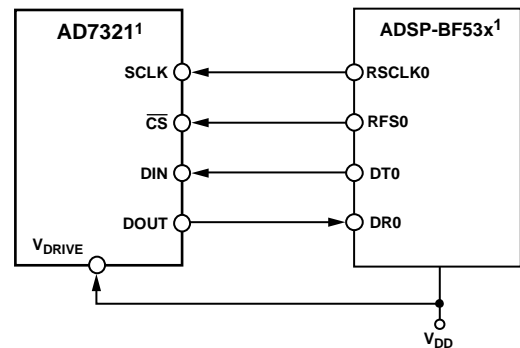 AD7321¹
ADSP-BF53x¹
SCLK
RSCLK0
CS
RFS0
DIN
DT0
DOUT
DR0
VDRIVE
VDD